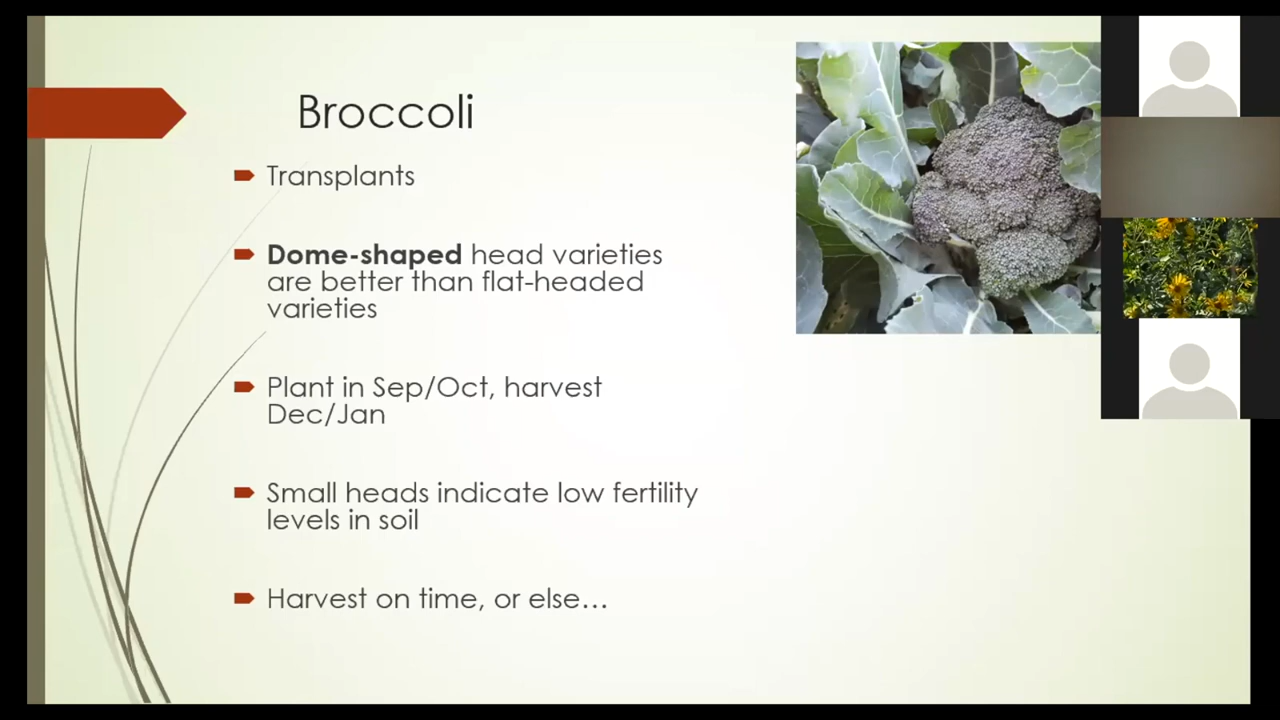 Broccoli
Transplants
Dome-shaped head varieties
are better than flat-headed
varieties
Plant in Sep/Oct, harvest
Dec/Jan
Small heads indicate low fertility
levels in soil
Harvest on time, or else…